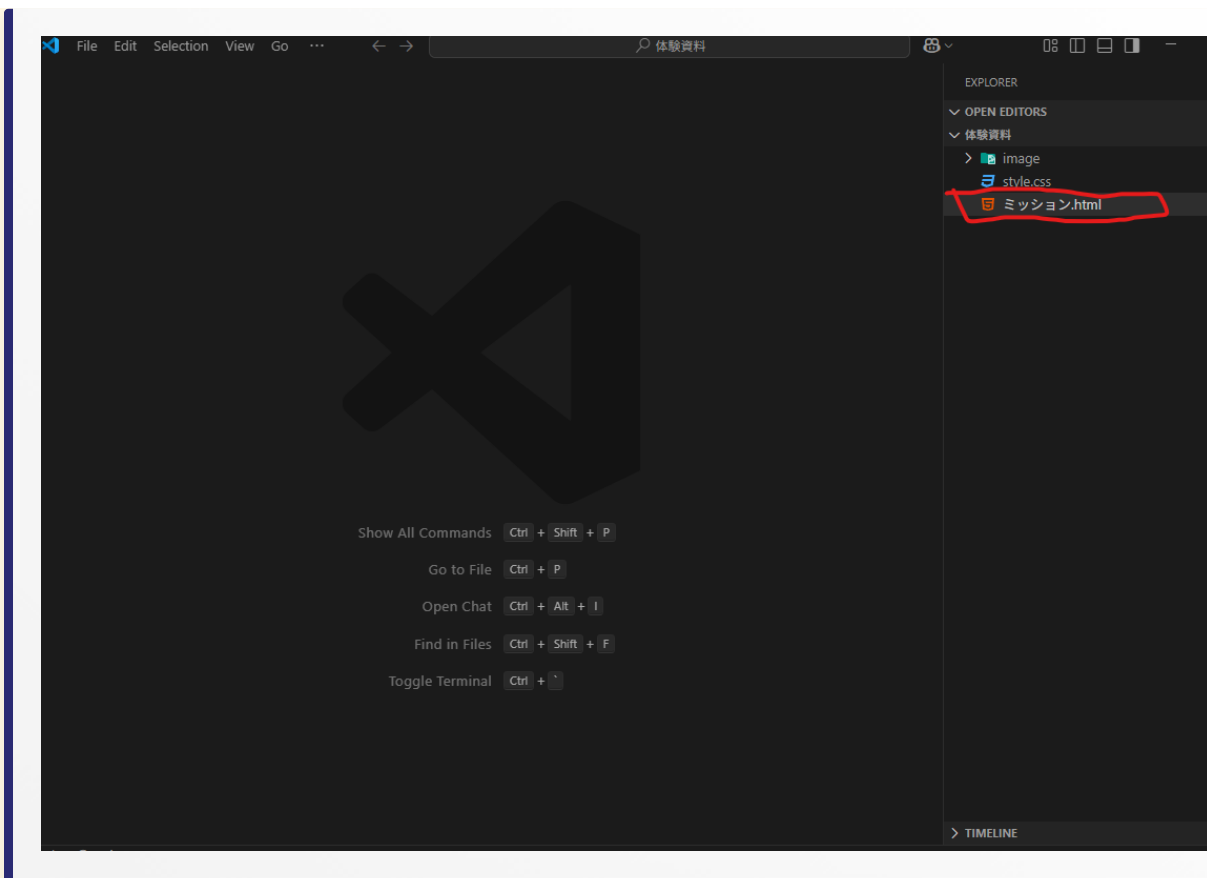 File Edit Selection View Go ··· 体験資料
EXPLORER
OPEN EDITORS
体験資料
image
style.css
ミッション.html
Show All Commands Ctrl + Shift + P
Go to File Ctrl + P
Open Chat Ctrl + Alt + I
Find in Files Ctrl + Shift + F
Toggle Terminal Ctrl + `
TIMELINE